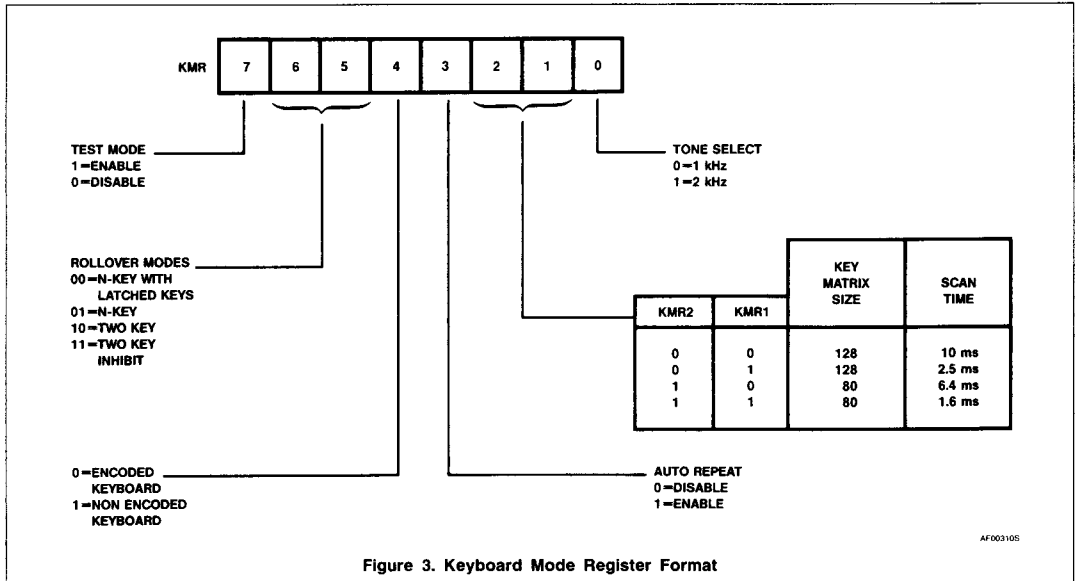 KMR 7 6 5 4 3 2 1 0
TEST MODE
1=ENABLE
0=DISABLE
TONE SELECT
0=1 kHz
1=2 kHz
ROLLOVER MODES
00=N-KEY WITH
LATCHED KEYS
01=N-KEY
10=TWO KEY
11=TWO KEY
INHIBIT
KEY
MATRIX
SIZE
SCAN
TIME
KMR2 KMR1
0 0 128 10 ms
0 1 128 2.5 ms
1 0 80 6.4 ms
1 1 80 1.6 ms
0=ENCODED
KEYBOARD
1=NON ENCODED
KEYBOARD
AUTO REPEAT
0=DISABLE
1=ENABLE
AF00310S
Figure 3. Keyboard Mode Register Format